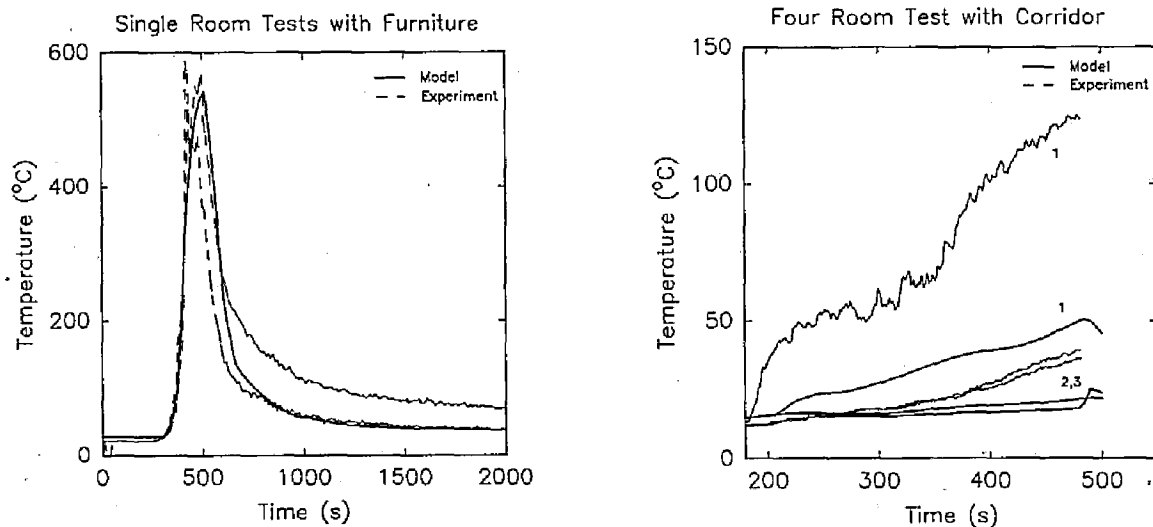 Single Room Tests with Furniture
600
400
200
0
Temperature (°C)
Model
Experiment
0 500 1000 1500 2000
Time (s)
Four Room Test with Corridor
150
100
50
0
Temperature (°C)
Model
Experiment
1
1
2,3
200 300 400 500
Time (s)